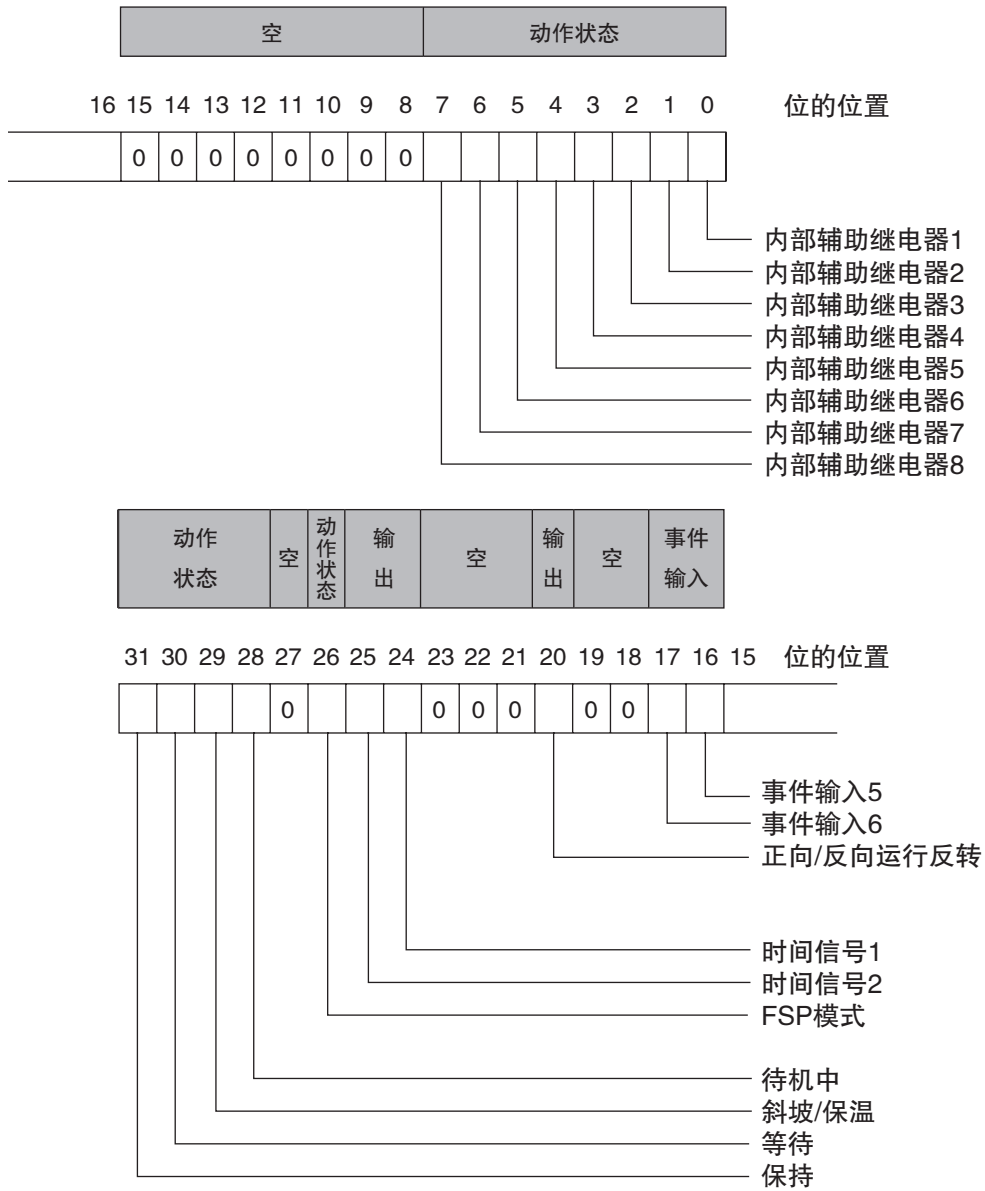 空 动作状态
16 15 14 13 12 11 10 9 8 7 6 5 4 3 2 1 0 位的位置
0 0 0 0 0 0 0 0
内部辅助继电器1
内部辅助继电器2
内部辅助继电器3
内部辅助继电器4
内部辅助继电器5
内部辅助继电器6
内部辅助继电器7
内部辅助继电器8
动作状态 空 动作状态 输出 空 输出 空 事件输入
31 30 29 28 27 26 25 24 23 22 21 20 19 18 17 16 15 位的位置
0 0 0 0 0 0
事件输入5
事件输入6
正向/反向运行反转
时间信号1
时间信号2
FSP模式
待机中
斜坡/保温
等待
保持